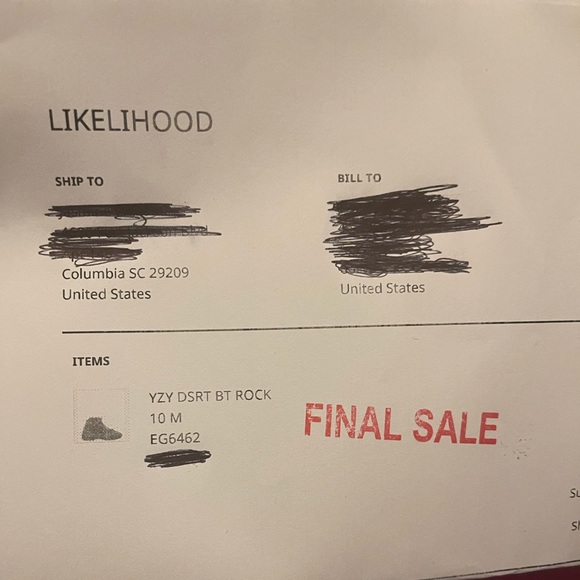 LIKELIHOOD
SHIP TO
BILL TO
Columbia SC 29209
United States
United States
ITEMS
YZY DSRT BT ROCK
10 M
EG6462
FINAL SALE